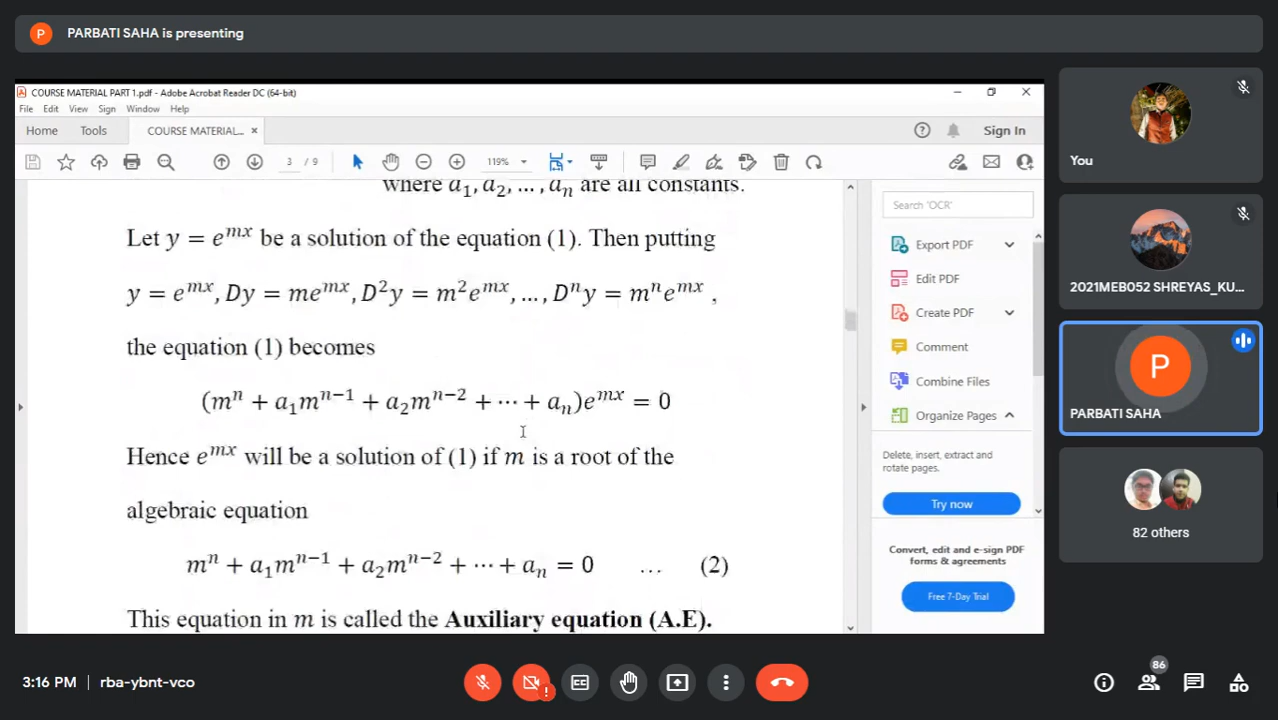 P
PARBATI SAHA is presenting
COURSE MATERIAL PART 1.pdf - Adobe Acrobat Reader DC (64-bit)
File Edit View Sign Window Help
Home Tools COURSE MATERIAL... × Sign In
3 / 9 119%
where a₁, a₂, … , aₙ are all constants.
Let y = e^{mx} be a solution of the equation (1). Then putting
y = e^{mx}, Dy = me^{mx}, D²y = m²e^{mx}, … , Dⁿy = mⁿe^{mx} ,
the equation (1) becomes
(mⁿ + a₁m^{n−1} + a₂m^{n−2} + ⋯ + aₙ)e^{mx} = 0
Hence e^{mx} will be a solution of (1) if m is a root of the
algebraic equation
mⁿ + a₁m^{n−1} + a₂m^{n−2} + ⋯ + aₙ = 0 … (2)
This equation in m is called the Auxiliary equation (A.E).
Search 'OCR'
Export PDF
Edit PDF
Create PDF
Comment
Combine Files
Organize Pages
Delete, insert, extract and
rotate pages.
Try now
Convert, edit and e-sign PDF
forms & agreements
Free 7-Day Trial
You
2021MEB052 SHREYAS_KU...
P
PARBATI SAHA
82 others
3:16 PM | rba-ybnt-vco
CC
86